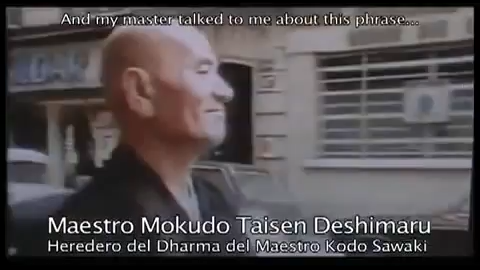 And my master talked to me about this phrase...
Maestro Mokudo Taisen Deshimaru
Heredero del Dharma del Maestro Kodo Sawaki